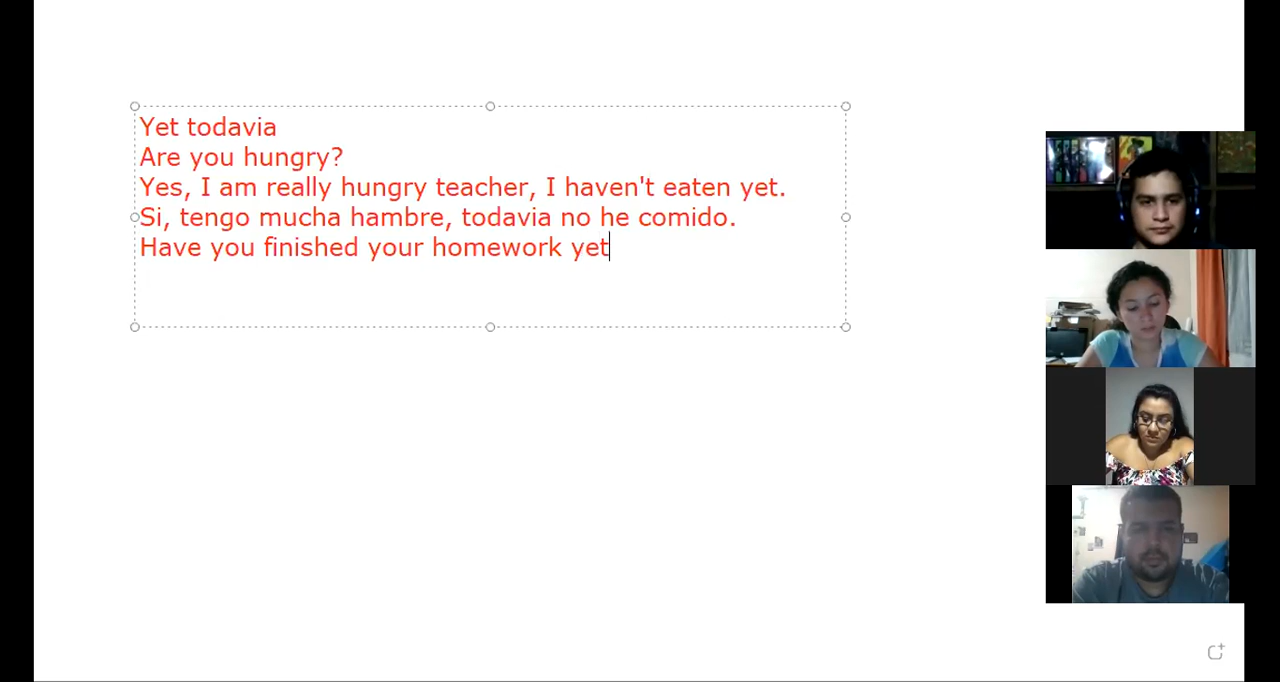 Yet todavia
Are you hungry?
Yes, I am really hungry teacher, I haven't eaten yet.
Si, tengo mucha hambre, todavia no he comido.
Have you finished your homework yet